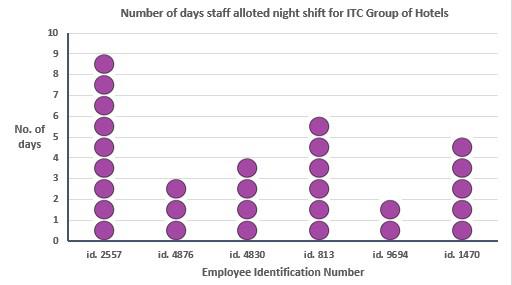 Number of days staff alloted night shift for ITC Group of Hotels
10
9
8
7
6
No. of
days
5
4
3
2
1
0
id. 2557 id. 4876 id. 4830 id. 813 id. 9694 id. 1470
Employee Identification Number